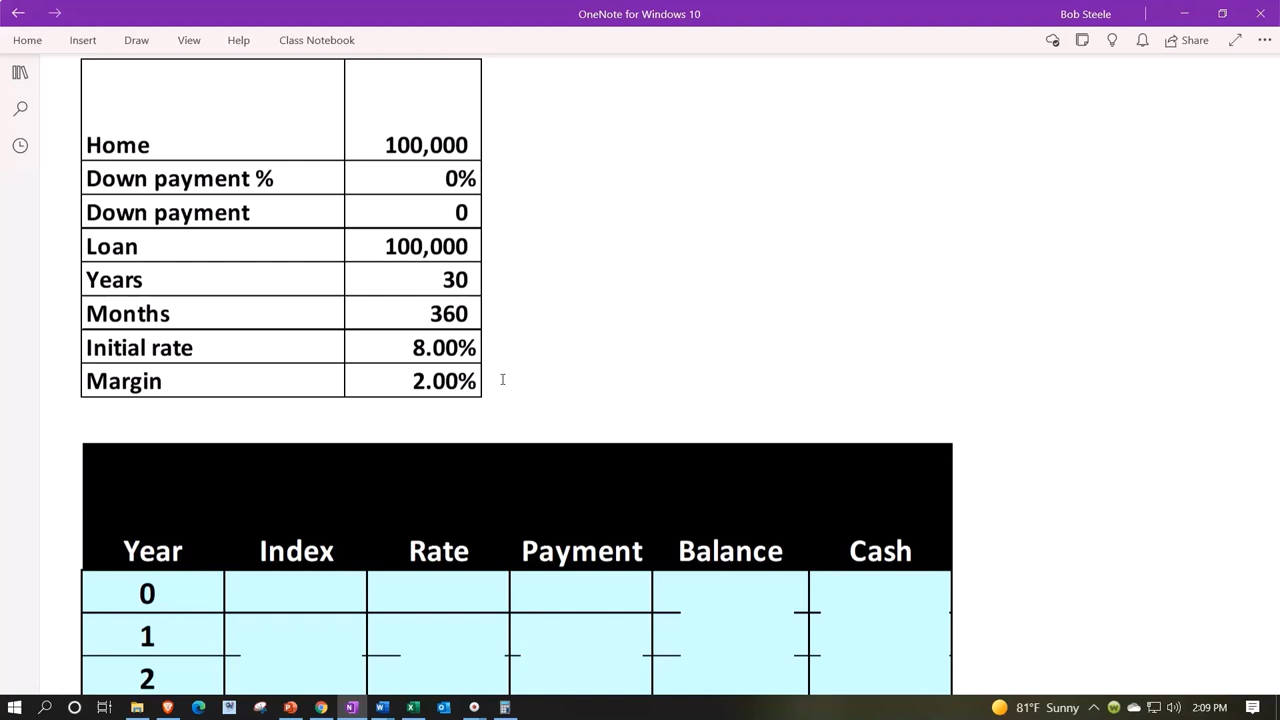 OneNote for Windows 10
Bob Steele
Home Insert Draw View Help Class Notebook Share
Home 100,000
Down payment % 0%
Down payment 0
Loan 100,000
Years 30
Months 360
Initial rate 8.00%
Margin 2.00%
Year Index Rate Payment Balance Cash
0
1
2
81°F Sunny 2:09 PM